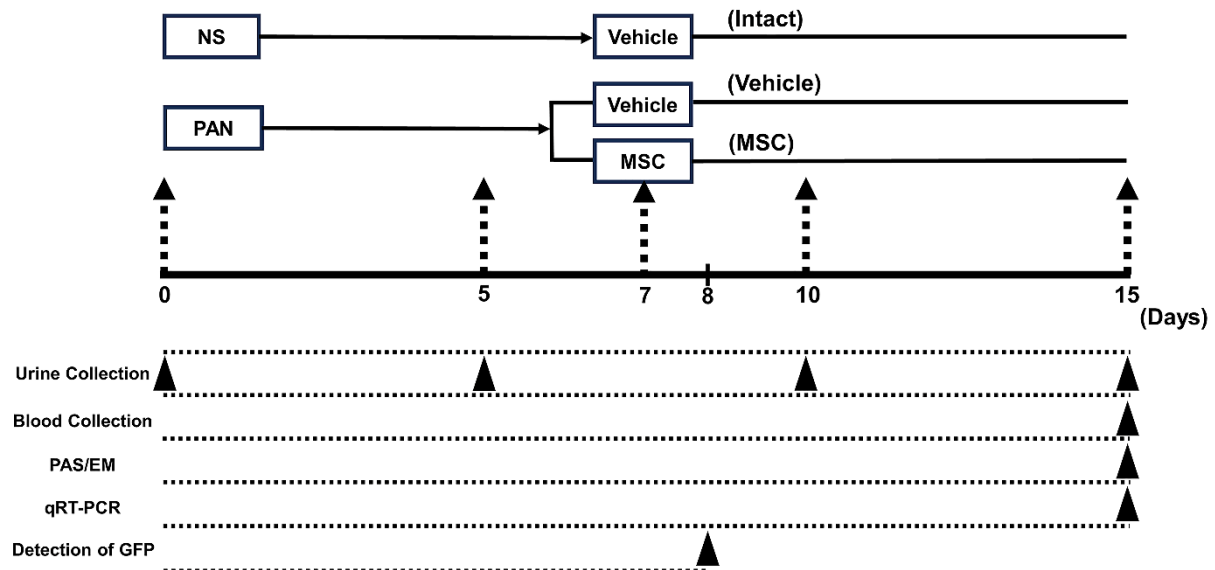 NS
Vehicle
(Intact)
PAN
Vehicle
(Vehicle)
MSC
(MSC)
0
5
7
8
10
15
(Days)
Urine Collection
Blood Collection
PAS/EM
qRT-PCR
Detection of GFP